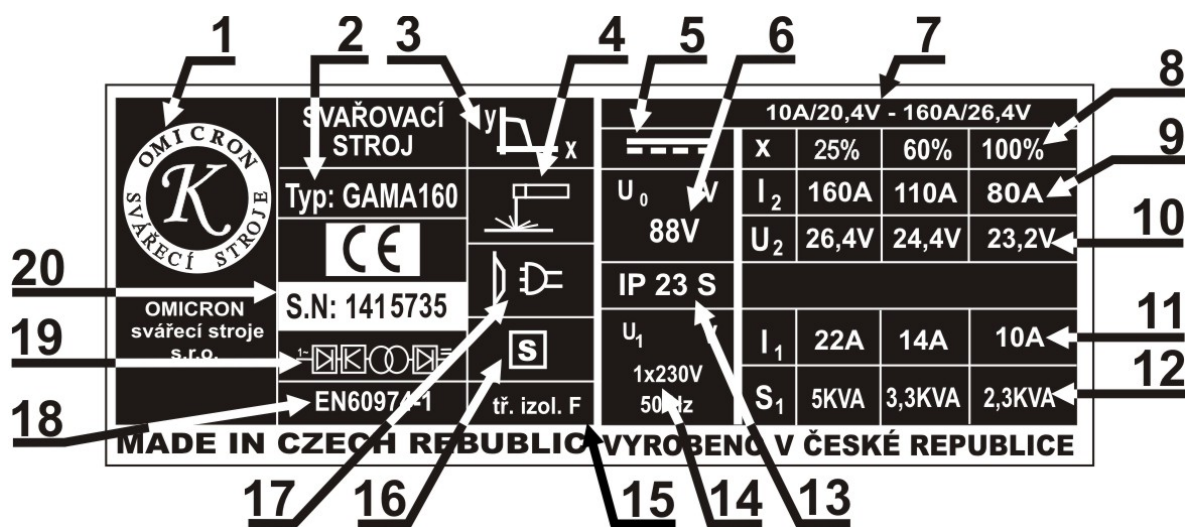 1 2 3 4 5 6 7 8 9 10 11 12 13 14 15 16 17 18 19 20
OMICRON
K
SVÁŘECÍ STROJE
OMICRON
svářecí stroje
s.r.o.
SVAŘOVACÍ
STROJ
Typ: GAMA160
CE
S.N: 1415735
1~
EN60974-1
y
x
S
tř. izol. F
10A/20,4V - 160A/26,4V
U0 V
88V
IP 23 S
U1
1x230V
50Hz
X 25% 60% 100%
I2 160A 110A 80A
U2 26,4V 24,4V 23,2V
I1 22A 14A 10A
S1 5KVA 3,3KVA 2,3KVA
MADE IN CZECH REBUBLIC VYROBENO V ČESKÉ REPUBLICE